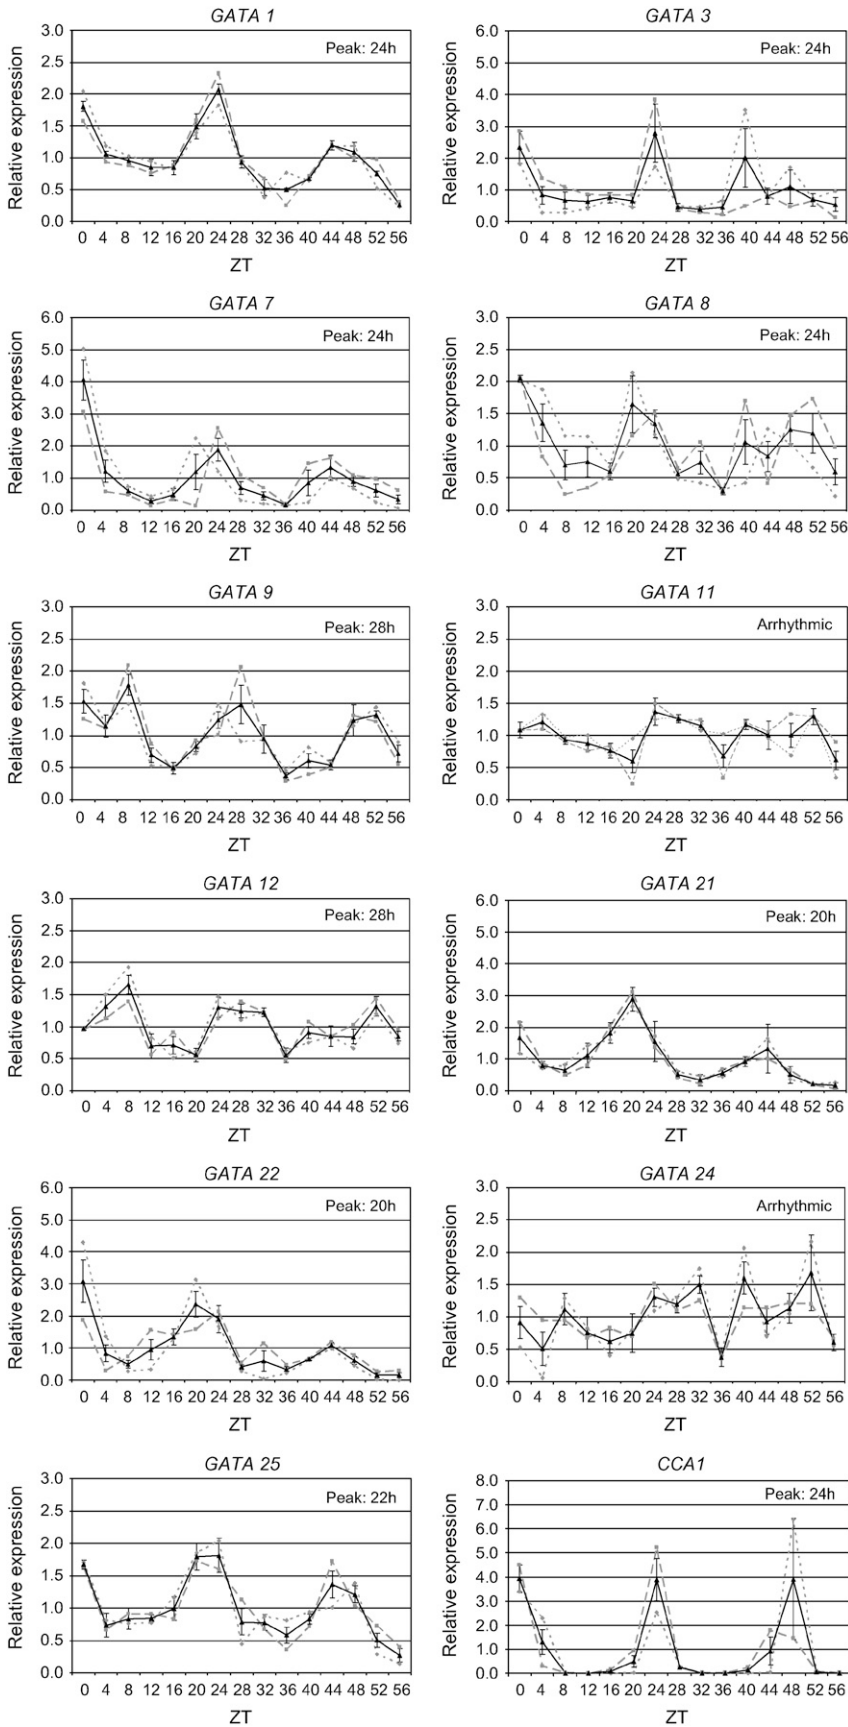 GATA 1
3.0
2.5
2.0
1.5
1.0
0.5
0.0
Relative expression
Peak: 24h
0 4 8 12 16 20 24 28 32 36 40 44 48 52 56
ZT
GATA 3
6.0
5.0
4.0
3.0
2.0
1.0
0.0
Relative expression
Peak: 24h
0 4 8 12 16 20 24 28 32 36 40 44 48 52 56
ZT
GATA 7
6.0
5.0
4.0
3.0
2.0
1.0
0.0
Relative expression
Peak: 24h
0 4 8 12 16 20 24 28 32 36 40 44 48 52 56
ZT
GATA 8
3.0
2.5
2.0
1.5
1.0
0.5
0.0
Relative expression
Peak: 24h
0 4 8 12 16 20 24 28 32 36 40 44 48 52 56
ZT
GATA 9
3.0
2.5
2.0
1.5
1.0
0.5
0.0
Relative expression
Peak: 28h
0 4 8 12 16 20 24 28 32 36 40 44 48 52 56
ZT
GATA 11
3.0
2.5
2.0
1.5
1.0
0.5
0.0
Relative expression
Arrhythmic
0 4 8 12 16 20 24 28 32 36 40 44 48 52 56
ZT
GATA 12
3.0
2.5
2.0
1.5
1.0
0.5
0.0
Relative expression
Peak: 28h
0 4 8 12 16 20 24 28 32 36 40 44 48 52 56
ZT
GATA 21
6.0
5.0
4.0
3.0
2.0
1.0
0.0
Relative expression
Peak: 20h
0 4 8 12 16 20 24 28 32 36 40 44 48 52 56
ZT
GATA 22
6.0
5.0
4.0
3.0
2.0
1.0
0.0
Relative expression
Peak: 20h
0 4 8 12 16 20 24 28 32 36 40 44 48 52 56
ZT
GATA 24
3.0
2.5
2.0
1.5
1.0
0.5
0.0
Relative expression
Arrhythmic
0 4 8 12 16 20 24 28 32 36 40 44 48 52 56
ZT
GATA 25
3.0
2.5
2.0
1.5
1.0
0.5
0.0
Relative expression
Peak: 22h
0 4 8 12 16 20 24 28 32 36 40 44 48 52 56
ZT
CCA1
8.0
7.0
6.0
5.0
4.0
3.0
2.0
1.0
0.0
Relative expression
Peak: 24h
0 4 8 12 16 20 24 28 32 36 40 44 48 52 56
ZT